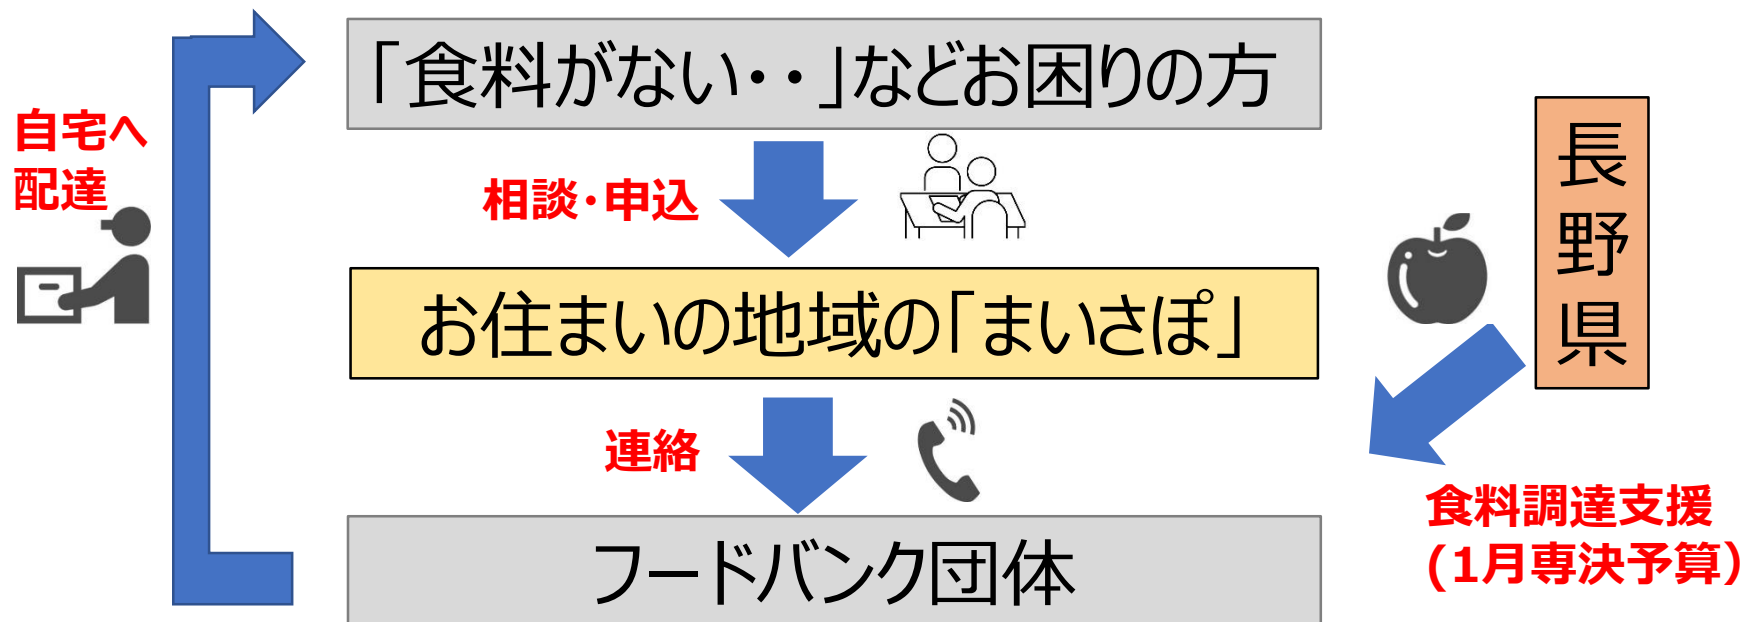 「食料がない・・」などお困りの方
自宅へ
配達
相談・申込
長野県
お住まいの地域の「まいさぽ」
連絡
食料調達支援
(1月専決予算）
フードバンク団体